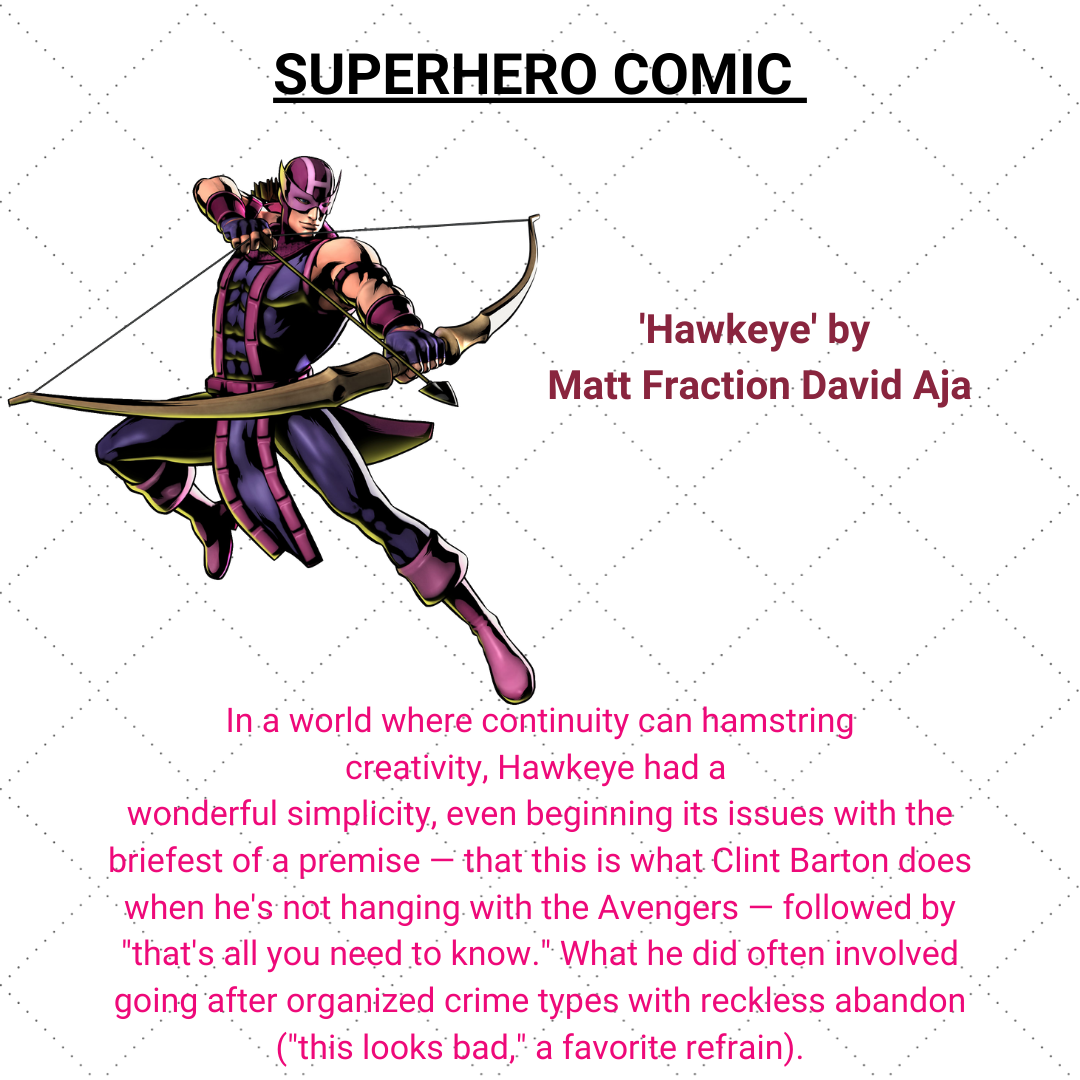 SUPERHERO COMIC
'Hawkeye' by
Matt Fraction David Aja
In a world where continuity can hamstring
creativity, Hawkeye had a
wonderful simplicity, even beginning its issues with the
briefest of a premise — that this is what Clint Barton does
when he's not hanging with the Avengers — followed by
"that's all you need to know." What he did often involved
going after organized crime types with reckless abandon
("this looks bad," a favorite refrain).